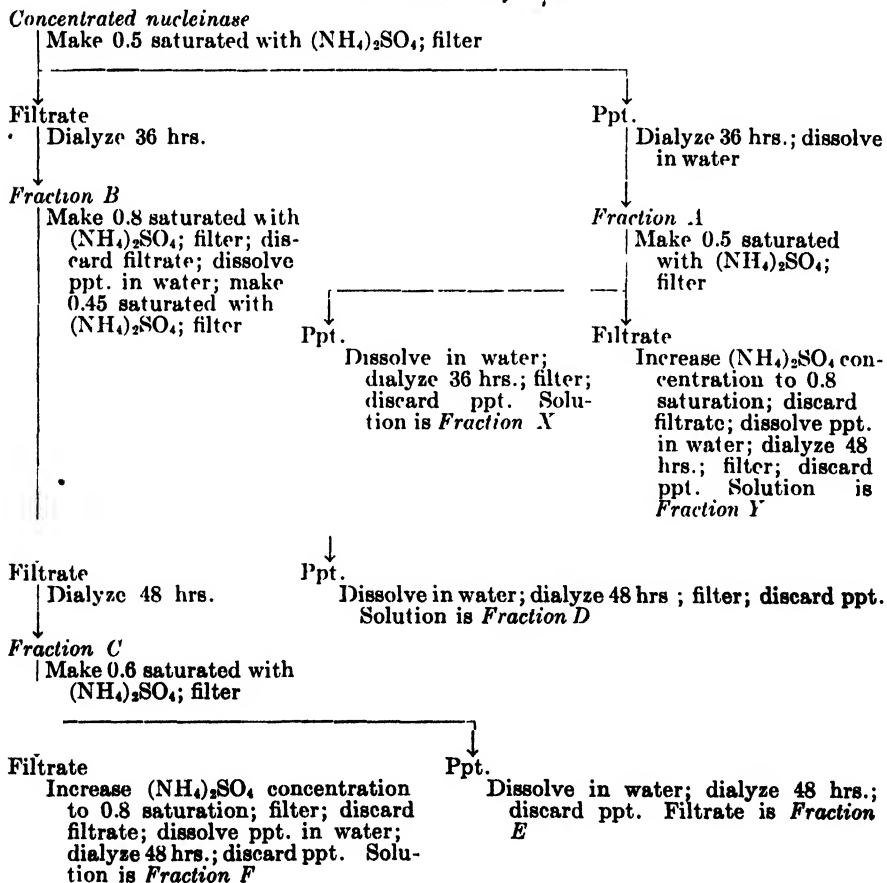 Concentrated nucleinase
Make 0.5 saturated with (NH₄)₂SO₄; filter
Filtrate
Dialyze 36 hrs.
Ppt.
Dialyze 36 hrs.; dissolve
in water
Fraction B
Make 0.8 saturated with
(NH₄)₂SO₄; filter; dis-
card filtrate; dissolve
ppt. in water; make
0.45 saturated with
(NH₄)₂SO₄; filter
Fraction A
Make 0.5 saturated
with (NH₄)₂SO₄;
filter
Ppt.
Dissolve in water;
dialyze 36 hrs.; filter;
discard ppt. Solu-
tion is Fraction X
Filtrate
Increase (NH₄)₂SO₄ con-
centration to 0.8
saturation; discard
filtrate; dissolve ppt.
in water; dialyze 48
hrs.; filter; discard
ppt. Solution is
Fraction Y
Filtrate
Dialyze 48 hrs.
Ppt.
Dissolve in water; dialyze 48 hrs ; filter; discard ppt.
Solution is Fraction D
Fraction C
Make 0.6 saturated with
(NH₄)₂SO₄; filter
Filtrate
Increase (NH₄)₂SO₄ concentration
to 0.8 saturation; filter; discard
filtrate; dissolve ppt. in water;
dialyze 48 hrs.; discard ppt. Solu-
tion is Fraction F
Ppt.
Dissolve in water; dialyze 48 hrs.;
discard ppt. Filtrate is Fraction
E